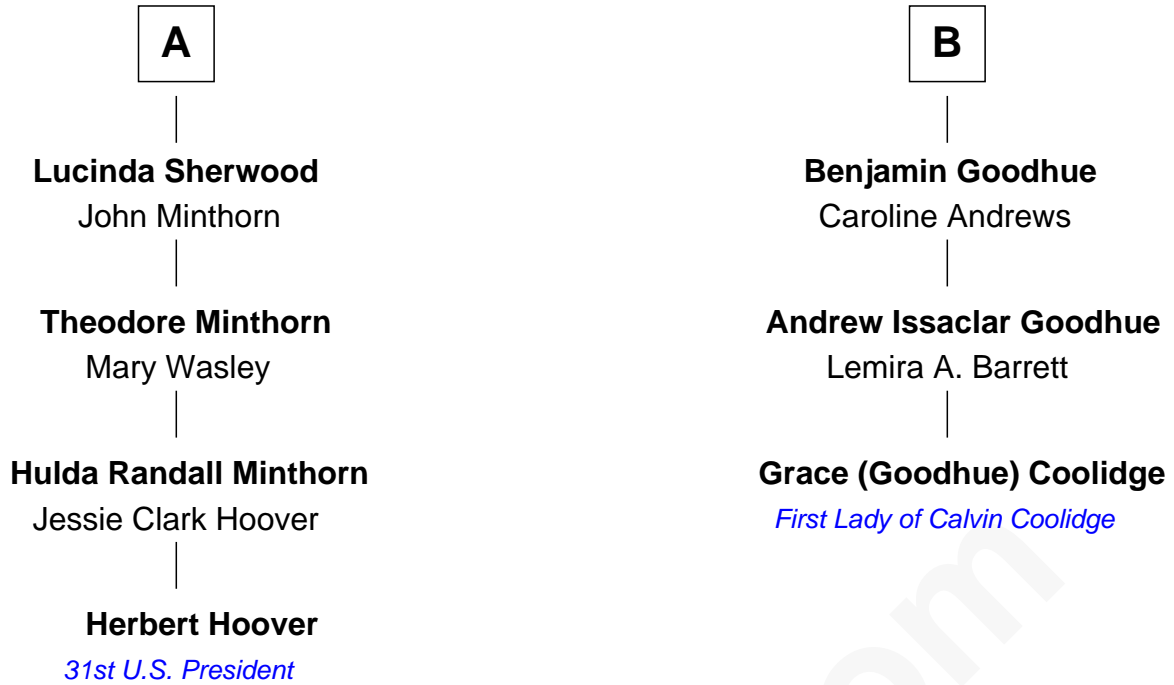 A
Lucinda Sherwood
John Minthorn
Theodore Minthorn
Mary Wasley
Hulda Randall Minthorn
Jessie Clark Hoover
Herbert Hoover
31st U.S. President
B
Benjamin Goodhue
Caroline Andrews
Andrew Issaclar Goodhue
Lemira A. Barrett
Grace (Goodhue) Coolidge
First Lady of Calvin Coolidge
om